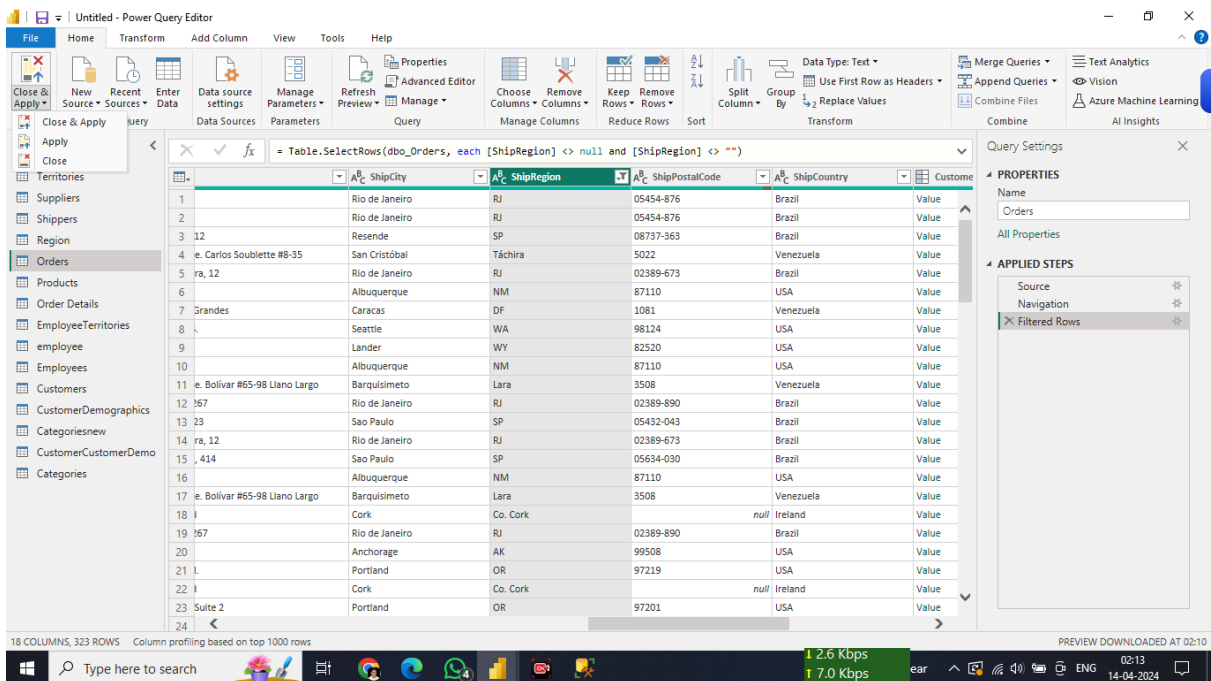 Untitled - Power Query Editor
File Home Transform Add Column View Tools Help
Close & Apply
New Source
Recent Sources
Enter Data
Data source settings
Manage Parameters
Refresh Preview
Properties
Advanced Editor
Manage
Choose Columns
Remove Columns
Keep Rows
Remove Rows
Split Column
Group By
Data Type: Text
Use First Row as Headers
Replace Values
Merge Queries
Append Queries
Combine Files
Text Analytics
Vision
Azure Machine Learning
Data Sources Parameters Query Manage Columns Reduce Rows Sort Transform Combine AI Insights
Close & Apply
Apply
Close
= Table.SelectRows(dbo_Orders, each [ShipRegion] <> null and [ShipRegion] <> "")
Territories
Suppliers
Shippers
Region
Orders
Products
Order Details
EmployeeTerritories
employee
Employees
Customers
CustomerDemographics
Categoriesnew
CustomerCustomerDemo
Categories
ShipCity ShipRegion ShipPostalCode ShipCountry Custome
1 Rio de Janeiro RJ 05454-876 Brazil Value
2 Rio de Janeiro RJ 05454-876 Brazil Value
3 12 Resende SP 08737-363 Brazil Value
4 e. Carlos Soublette #8-35 San Cristóbal Táchira 5022 Venezuela Value
5 ra, 12 Rio de Janeiro RJ 02389-673 Brazil Value
6 Albuquerque NM 87110 USA Value
7 Grandes Caracas DF 1081 Venezuela Value
8 Seattle WA 98124 USA Value
9 Lander WY 82520 USA Value
10 Albuquerque NM 87110 USA Value
11 e. Bolívar #65-98 Llano Largo Barquisimeto Lara 3508 Venezuela Value
12 267 Rio de Janeiro RJ 02389-890 Brazil Value
13 23 Sao Paulo SP 05432-043 Brazil Value
14 ra, 12 Rio de Janeiro RJ 02389-673 Brazil Value
15 , 414 Sao Paulo SP 05634-030 Brazil Value
16 Albuquerque NM 87110 USA Value
17 e. Bolívar #65-98 Llano Largo Barquisimeto Lara 3508 Venezuela Value
18 Cork Co. Cork null Ireland Value
19 267 Rio de Janeiro RJ 02389-890 Brazil Value
20 Anchorage AK 99508 USA Value
21 Portland OR 97219 USA Value
22 Cork Co. Cork null Ireland Value
23 Suite 2 Portland OR 97201 USA Value
24
Query Settings
PROPERTIES
Name
Orders
All Properties
APPLIED STEPS
Source
Navigation
Filtered Rows
18 COLUMNS, 323 ROWS Column profiling based on top 1000 rows
PREVIEW DOWNLOADED AT 02:10
Type here to search
4
2.6 Kbps
7.0 Kbps
ear
ENG
02:13
14-04-2024